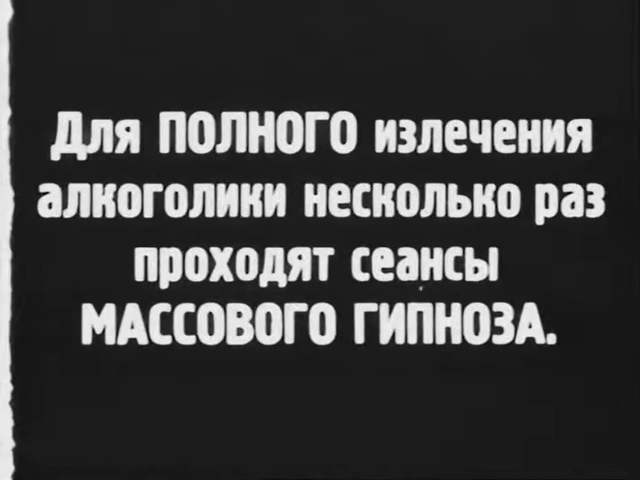 Для ПОЛНОГО излечения
алкоголики несколько раз
проходят сеансы
МАССОВОГО ГИПНОЗА.